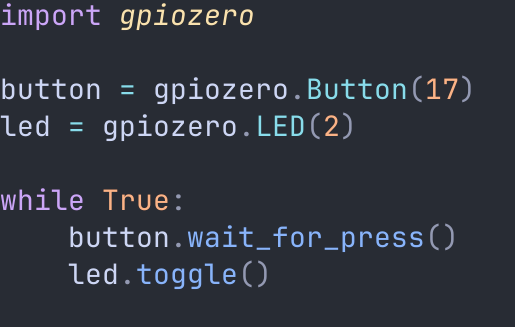 import gpiozero
button = gpiozero.Button(17)
led = gpiozero.LED(2)
while True:
    button.wait_for_press()
    led.toggle()